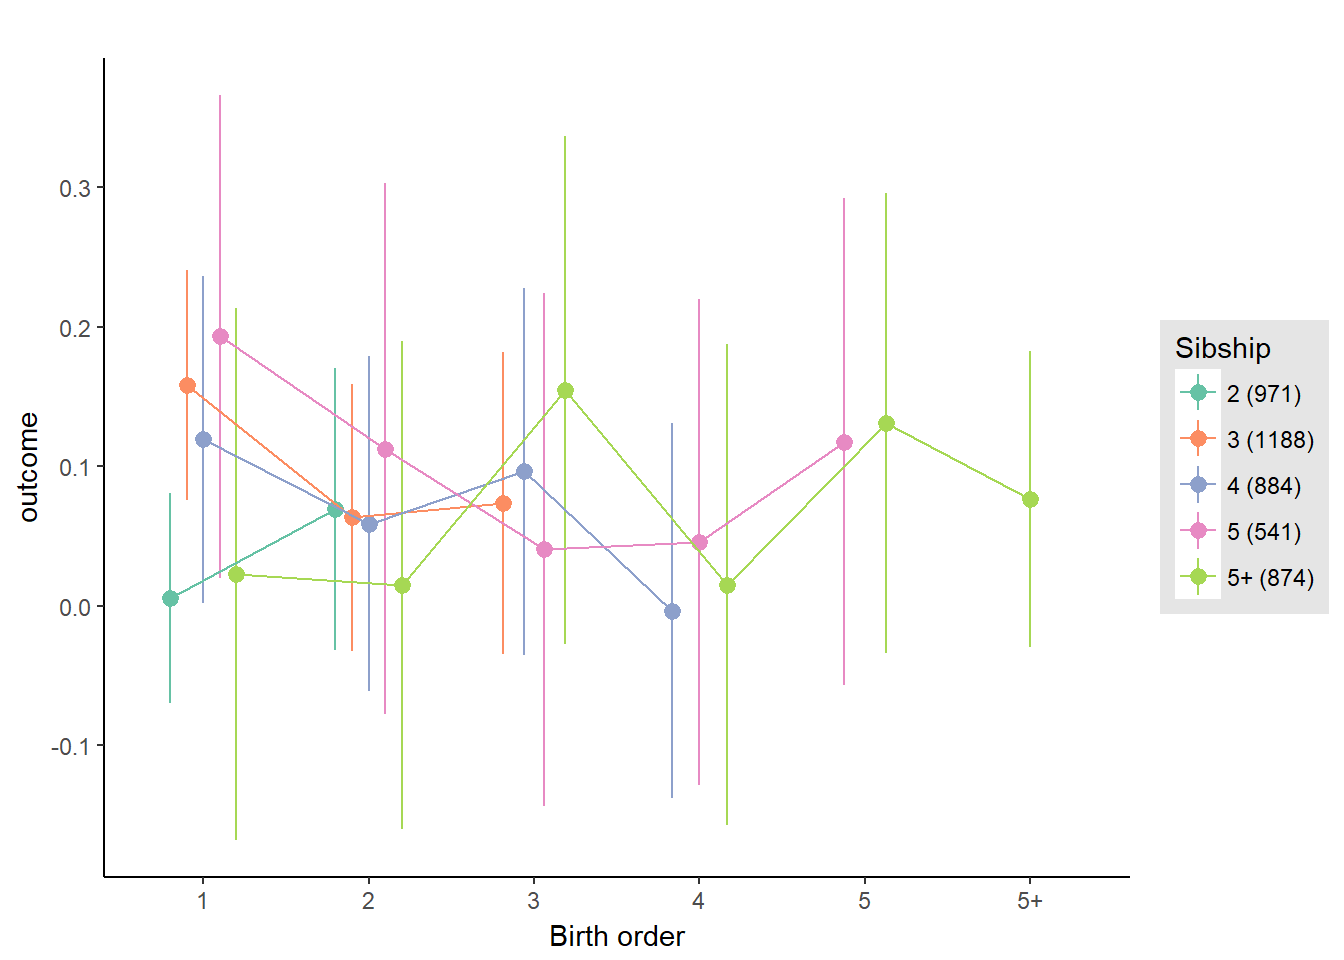 outcome
0.3
0.2
0.1
0.0
-0.1
1 2 3 4 5 5+
Birth order
Sibship
2 (971)
3 (1188)
4 (884)
5 (541)
5+ (874)